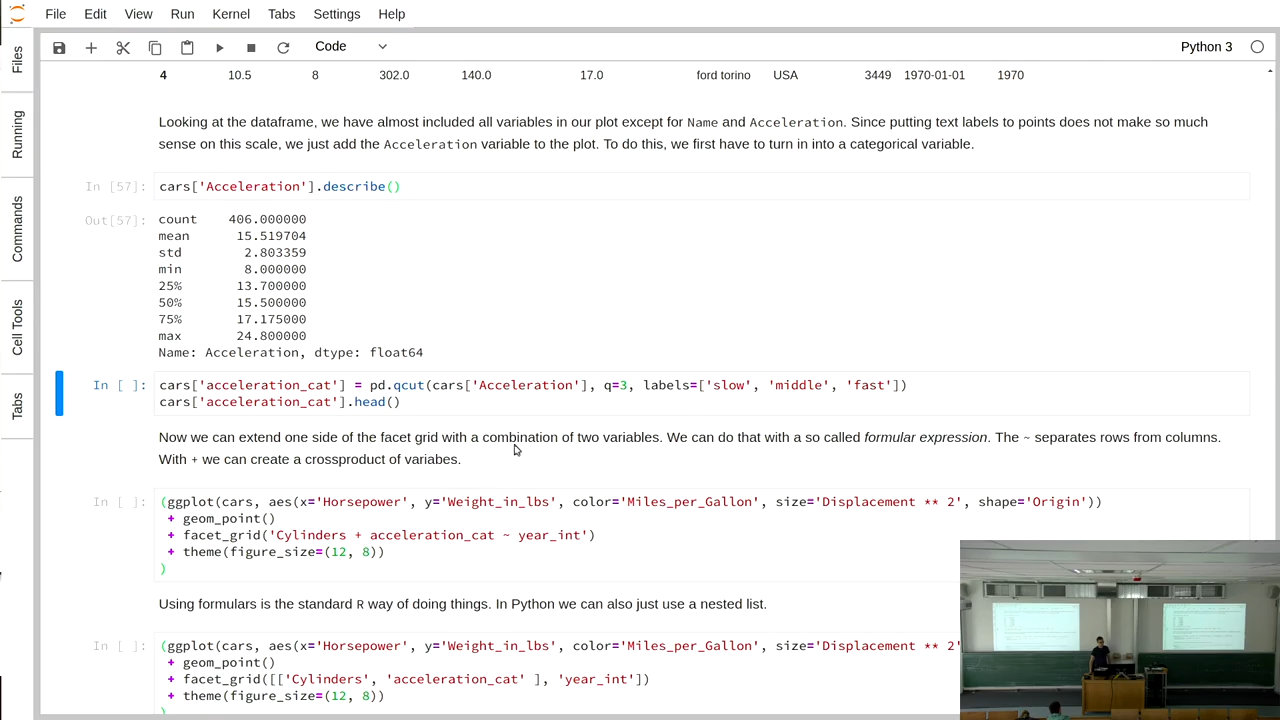 File Edit View Run Kernel Tabs Settings Help
Code
Python 3
Files
Running
Commands
Cell Tools
Tabs
4 10.5 8 302.0 140.0 17.0 ford torino USA 3449 1970-01-01 1970
Looking at the dataframe, we have almost included all variables in our plot except for Name and Acceleration. Since putting text labels to points does not make so much
sense on this scale, we just add the Acceleration variable to the plot. To do this, we first have to turn in into a categorical variable.
In [57]: cars['Acceleration'].describe()
Out[57]: count 406.000000
mean 15.519704
std 2.803359
min 8.000000
25% 13.700000
50% 15.500000
75% 17.175000
max 24.800000
Name: Acceleration, dtype: float64
In [ ]: cars['acceleration_cat'] = pd.qcut(cars['Acceleration'], q=3, labels=['slow', 'middle', 'fast'])
cars['acceleration_cat'].head()
Now we can extend one side of the facet grid with a combination of two variables. We can do that with a so called formular expression. The ~ separates rows from columns.
With + we can create a crossproduct of variabes.
In [ ]: (ggplot(cars, aes(x='Horsepower', y='Weight_in_lbs', color='Miles_per_Gallon', size='Displacement ** 2', shape='Origin'))
+ geom_point()
+ facet_grid('Cylinders + acceleration_cat ~ year_int')
+ theme(figure_size=(12, 8))
)
Using formulars is the standard R way of doing things. In Python we can also just use a nested list.
In [ ]: (ggplot(cars, aes(x='Horsepower', y='Weight_in_lbs', color='Miles_per_Gallon', size='Displacement ** 2'
+ geom_point()
+ facet_grid([['Cylinders', 'acceleration_cat' ], 'year_int'])
+ theme(figure_size=(12, 8))
)